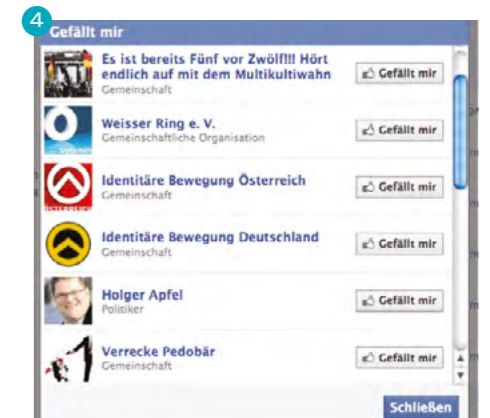 4
Gefällt mir
Es ist bereits Fünf vor Zwölf!!! Hört
endlich auf mit dem Multikultiwahn
Gemeinschaft
Gefällt mir
Weisser Ring e. V.
Gemeinschaftliche Organisation
Gefällt mir
Identitäre Bewegung Österreich
Gemeinschaft
Gefällt mir
Identitäre Bewegung Deutschland
Gemeinschaft
Gefällt mir
Holger Apfel
Politiker
Gefällt mir
Verrecke Pedobär
Gemeinschaft
Gefällt mir
Schließen